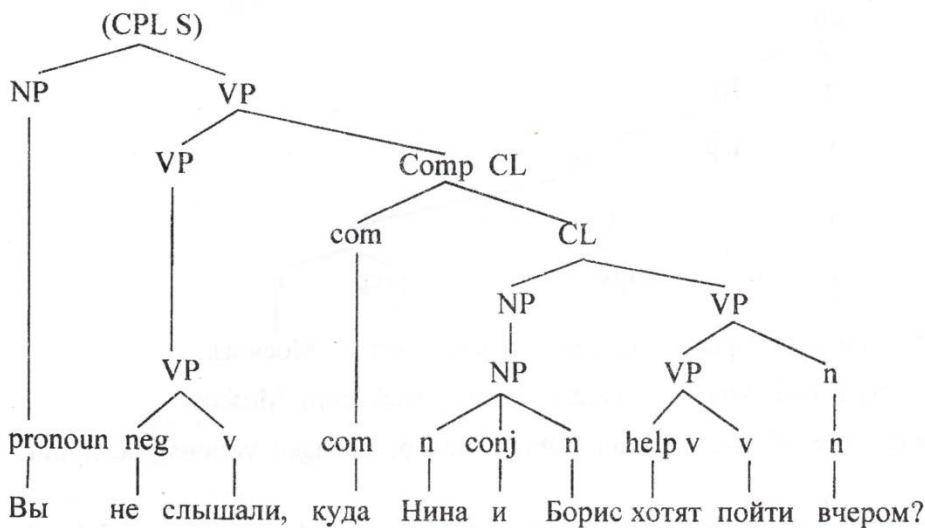 (CPL S)
NP VP
VP Comp CL
com CL
NP VP
VP NP VP n
pronoun neg v com n conj n help v v n
Вы не слышали, куда Нина и Борис хотят пойти вчером?